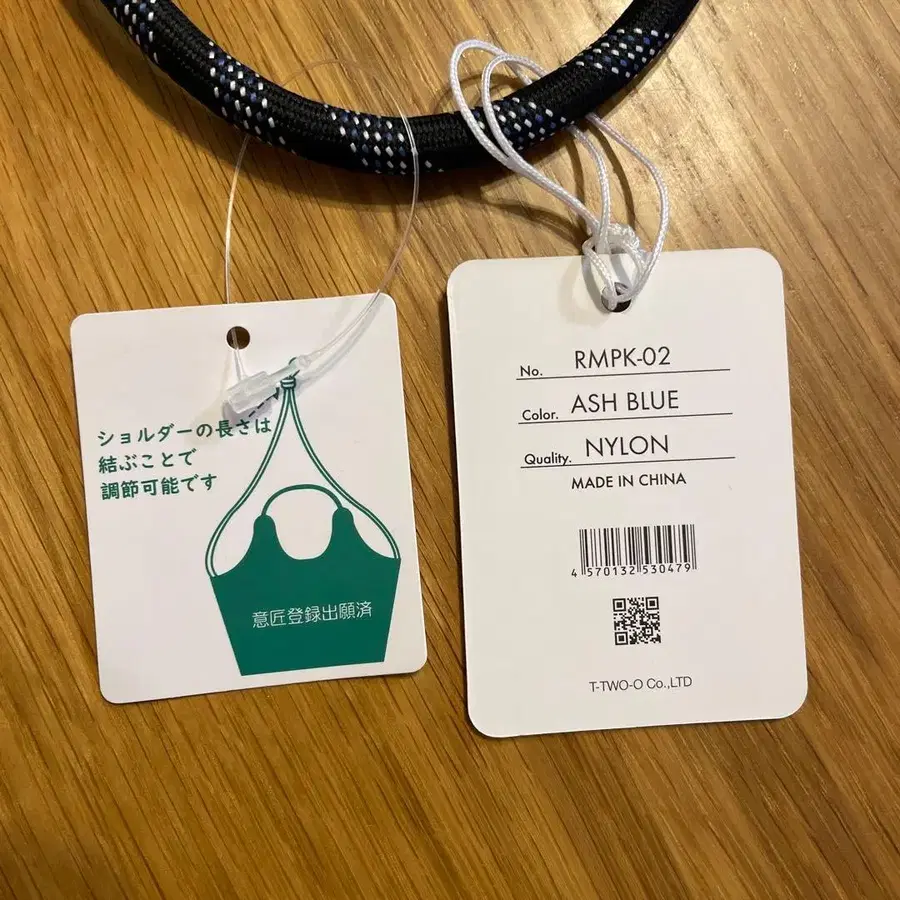 ショルダーの長さは
結ぶことで
調節可能です
意匠登録出願済
No. RMPK-02
Color. ASH BLUE
Quality. NYLON
MADE IN CHINA
4 570132 530479
T-TWO-O Co.,LTD